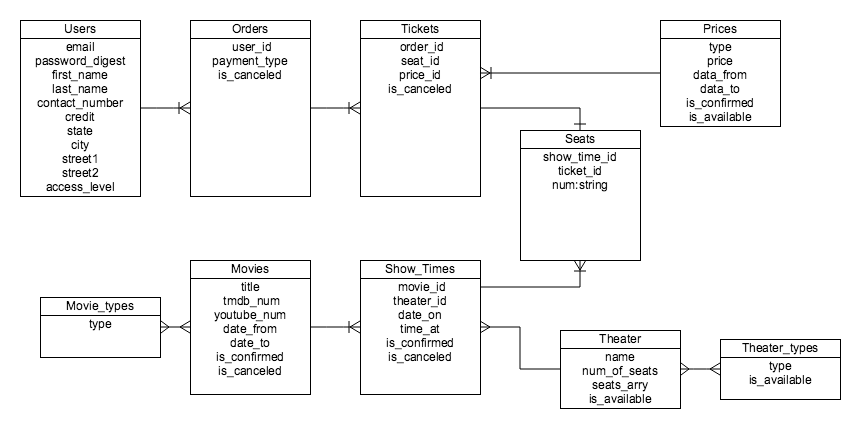 Users
email
password_digest
first_name
last_name
contact_number
credit
state
city
street1
street2
access_level
Orders
user_id
payment_type
is_canceled
Tickets
order_id
seat_id
price_id
is_canceled
Prices
type
price
data_from
data_to
is_confirmed
is_available
Seats
show_time_id
ticket_id
num:string
Movie_types
type
Movies
title
tmdb_num
youtube_num
date_from
date_to
is_confirmed
is_canceled
Show_Times
movie_id
theater_id
date_on
time_at
is_confirmed
is_canceled
Theater
name
num_of_seats
seats_arry
is_available
Theater_types
type
is_available